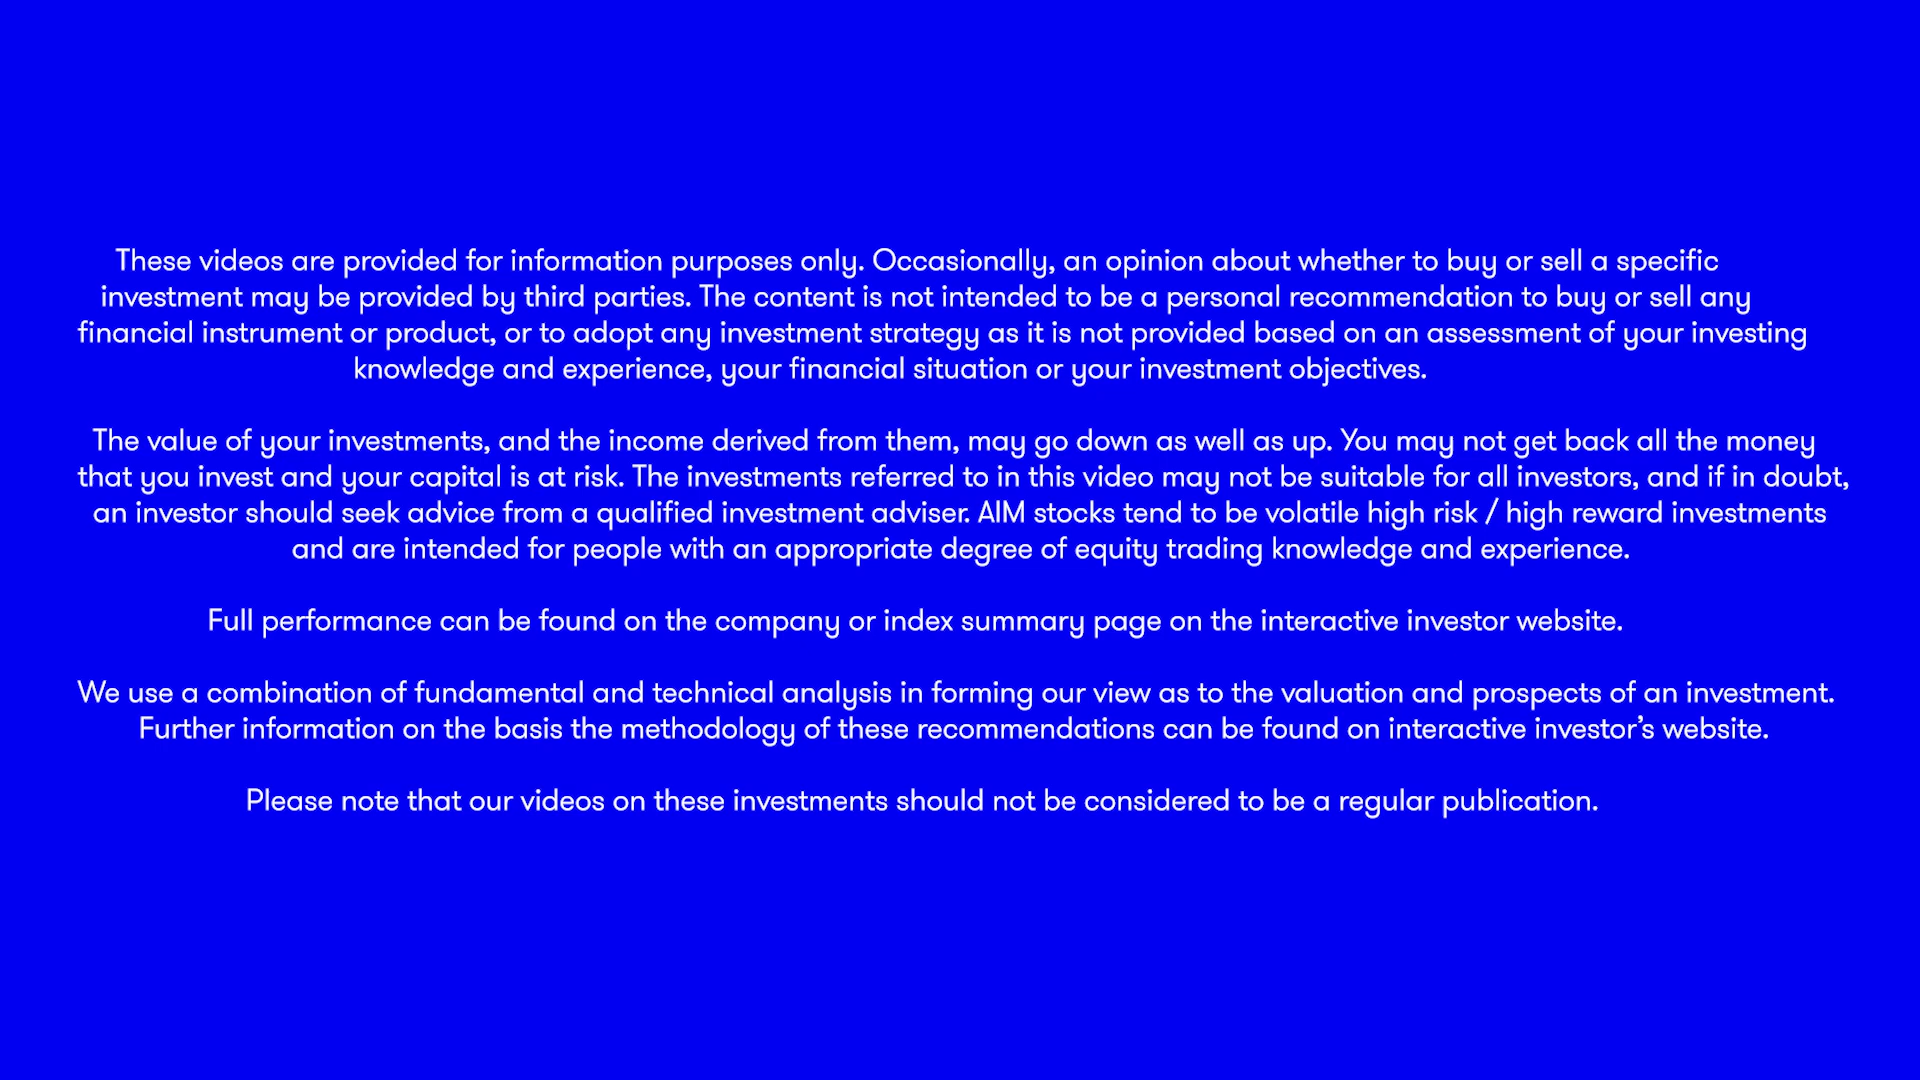 These videos are provided for information purposes only. Occasionally, an opinion about whether to buy or sell a specific
investment may be provided by third parties. The content is not intended to be a personal recommendation to buy or sell any
financial instrument or product, or to adopt any investment strategy as it is not provided based on an assessment of your investing
knowledge and experience, your financial situation or your investment objectives.
The value of your investments, and the income derived from them, may go down as well as up. You may not get back all the money
that you invest and your capital is at risk. The investments referred to in this video may not be suitable for all investors, and if in doubt,
an investor should seek advice from a qualified investment adviser. AIM stocks tend to be volatile high risk / high reward investments
and are intended for people with an appropriate degree of equity trading knowledge and experience.
Full performance can be found on the company or index summary page on the interactive investor website.
We use a combination of fundamental and technical analysis in forming our view as to the valuation and prospects of an investment.
Further information on the basis the methodology of these recommendations can be found on interactive investor’s website.
Please note that our videos on these investments should not be considered to be a regular publication.